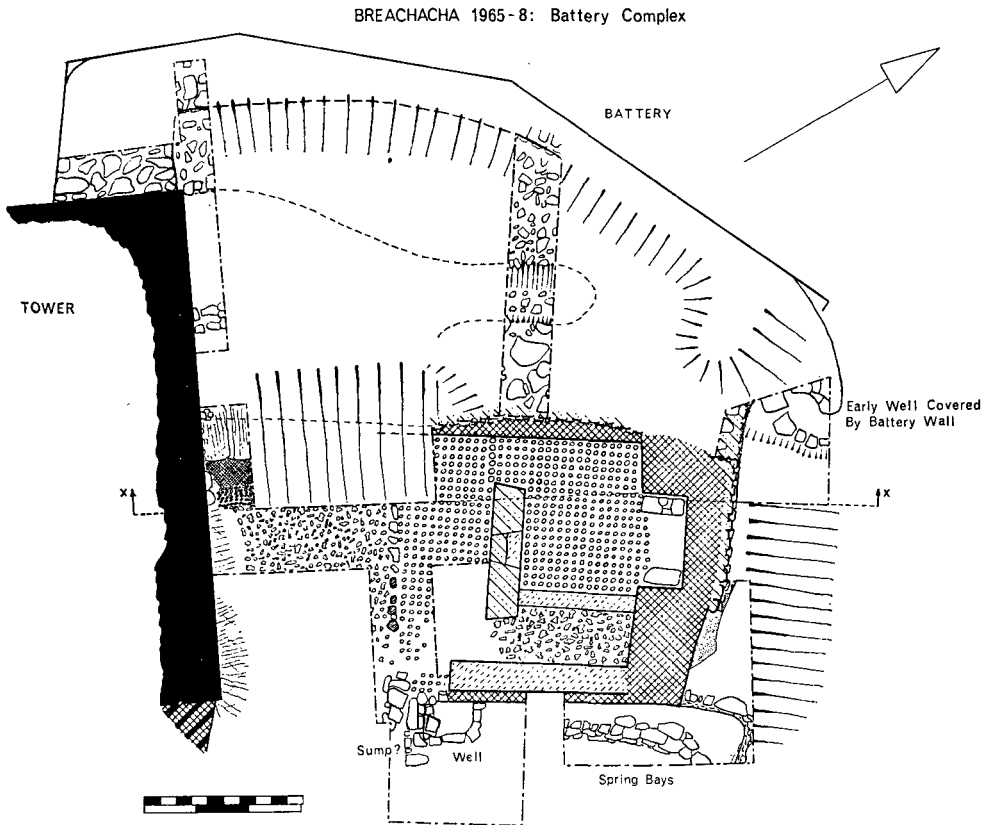 BREACHACHA 1965-8: Battery Complex
BATTERY
TOWER
Early Well Covered
By Battery Wall
X
X
Sump?
Well
Spring Bays